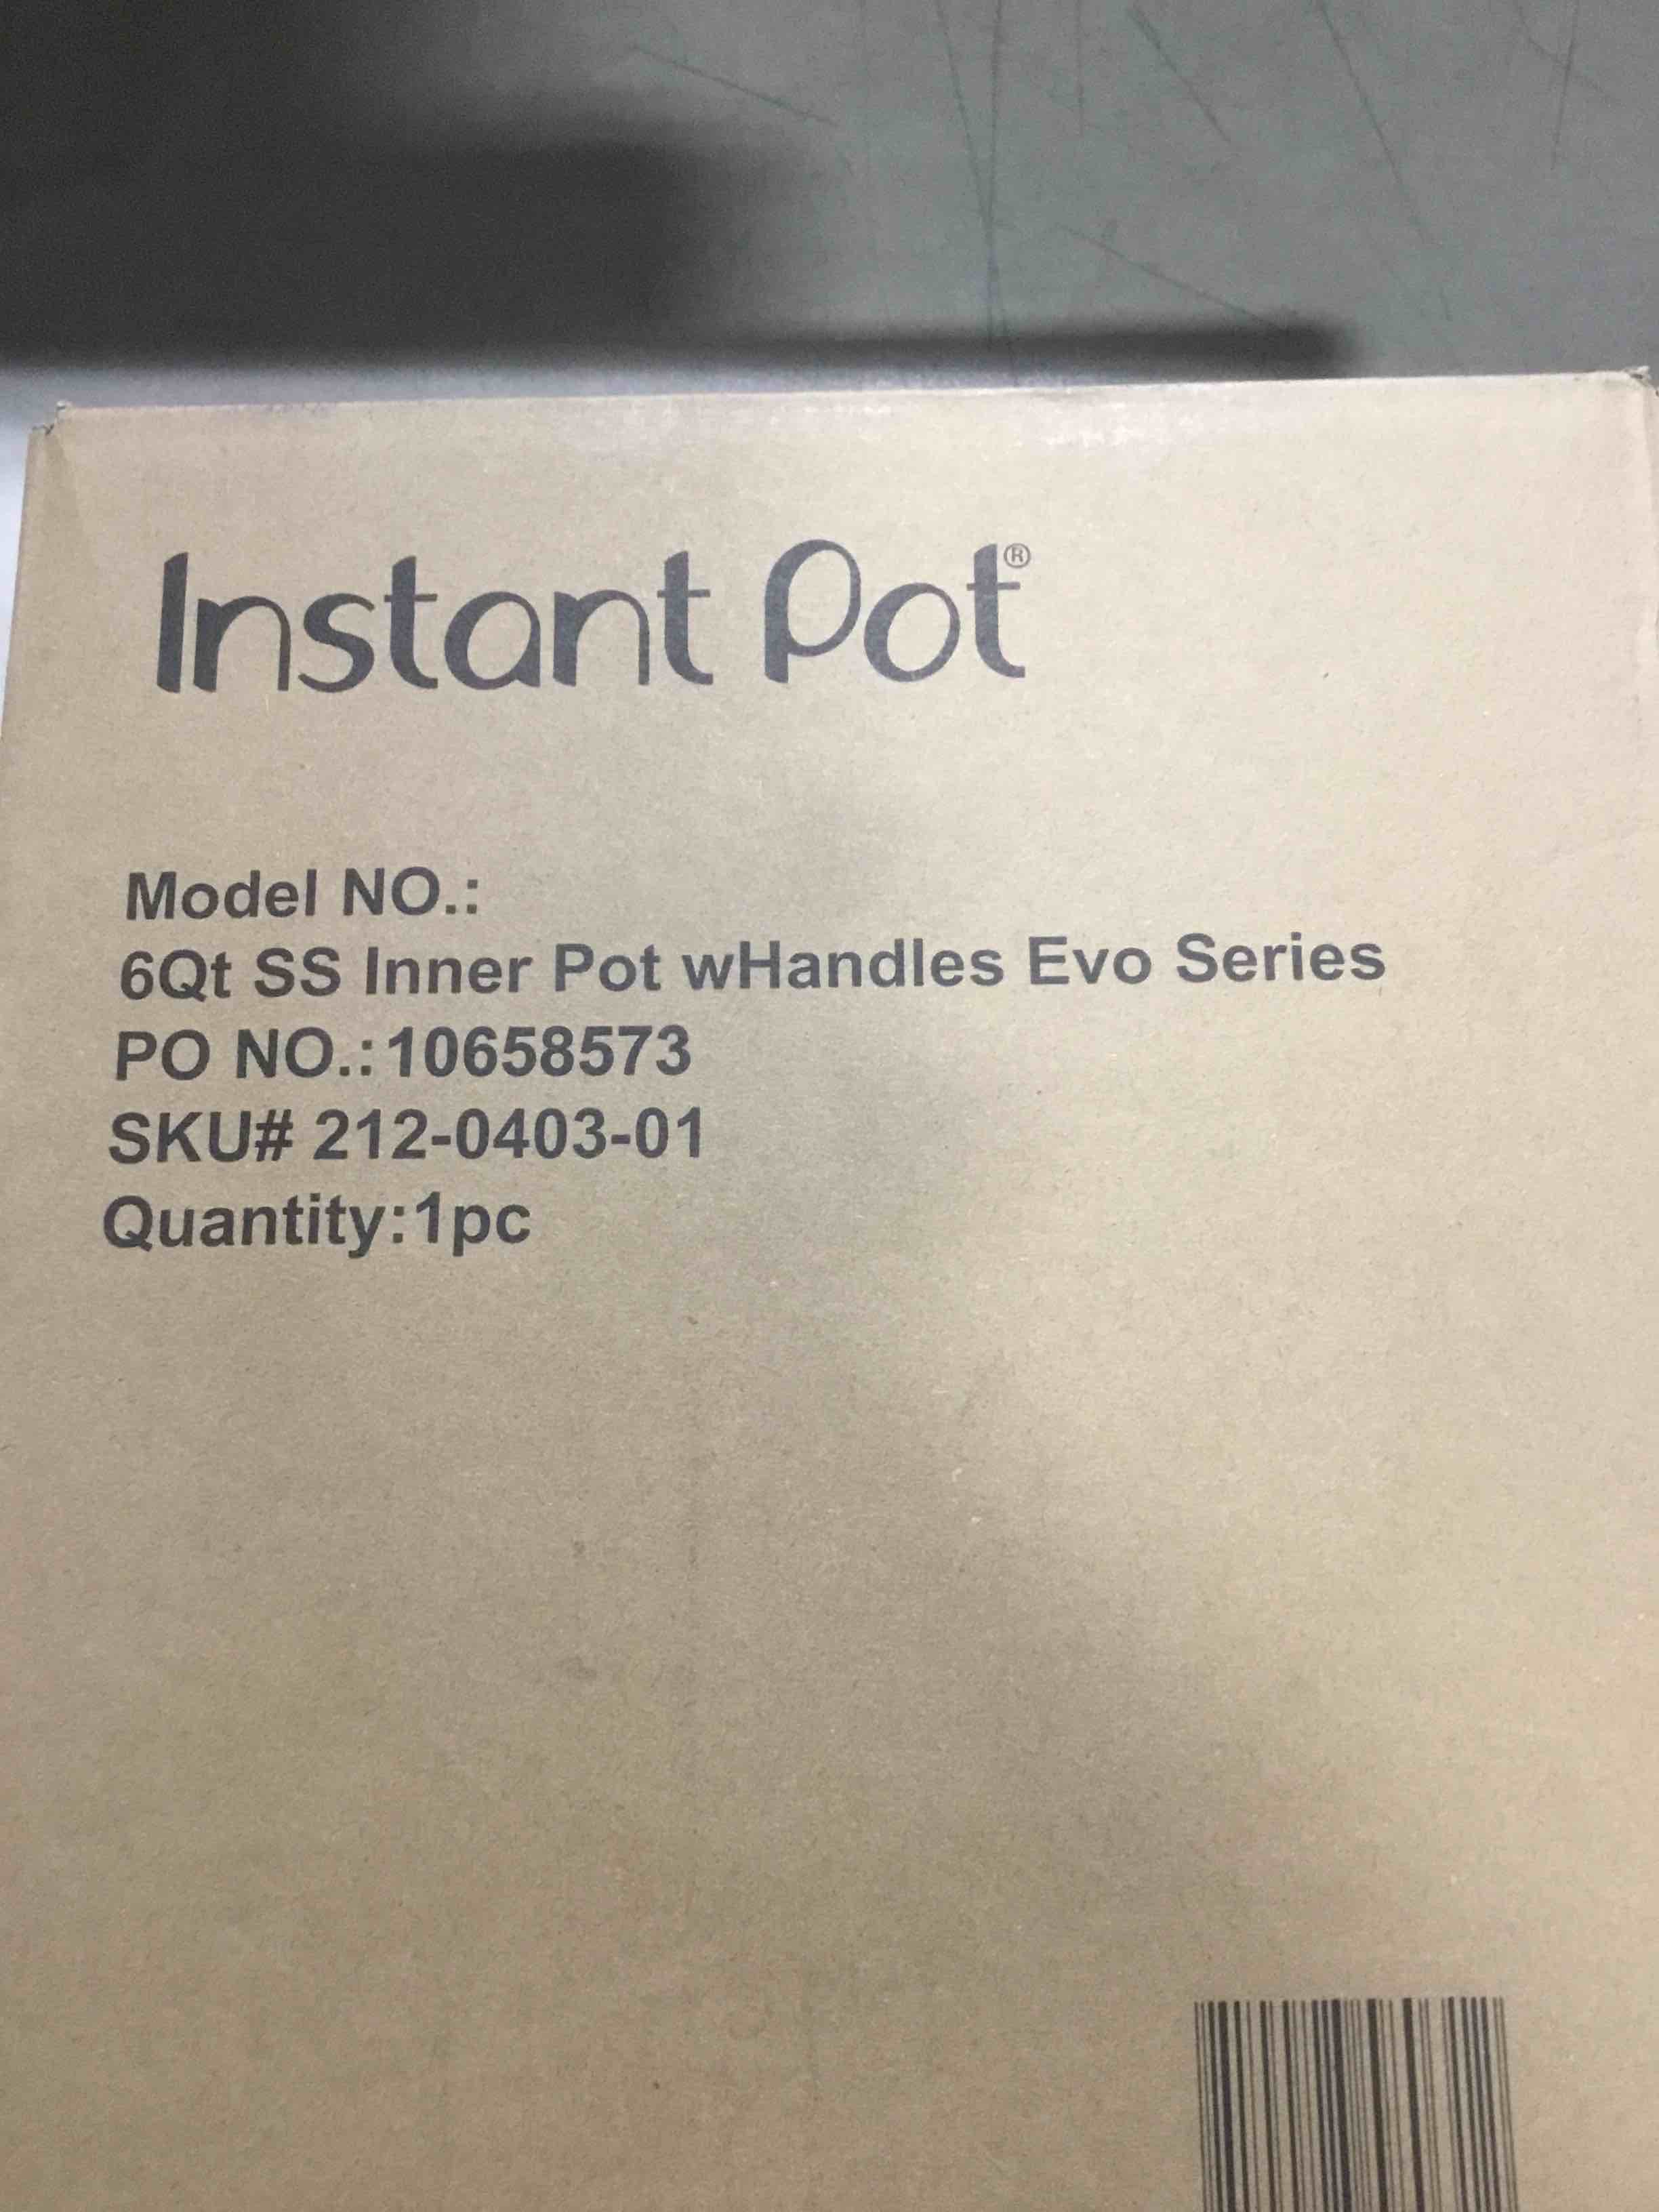 Instant Pot®
Model NO.:
6Qt SS Inner Pot wHandles Evo Series
PO NO.:10658573
SKU# 212-0403-01
Quantity:1pc